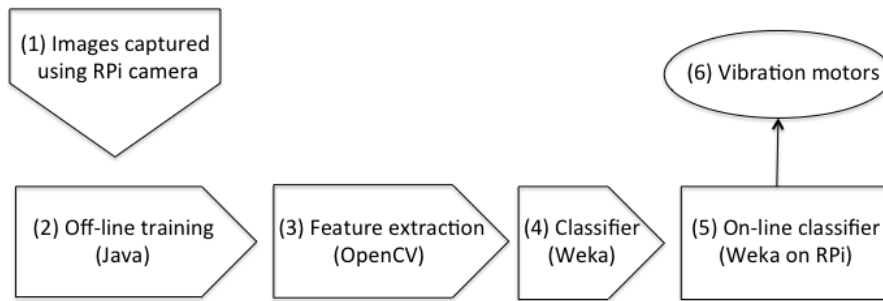 (1) Images captured
using RPi camera
(2) Off-line training
(Java)
(3) Feature extraction
(OpenCV)
(4) Classifier
(Weka)
(5) On-line classifier
(Weka on RPi)
(6) Vibration motors